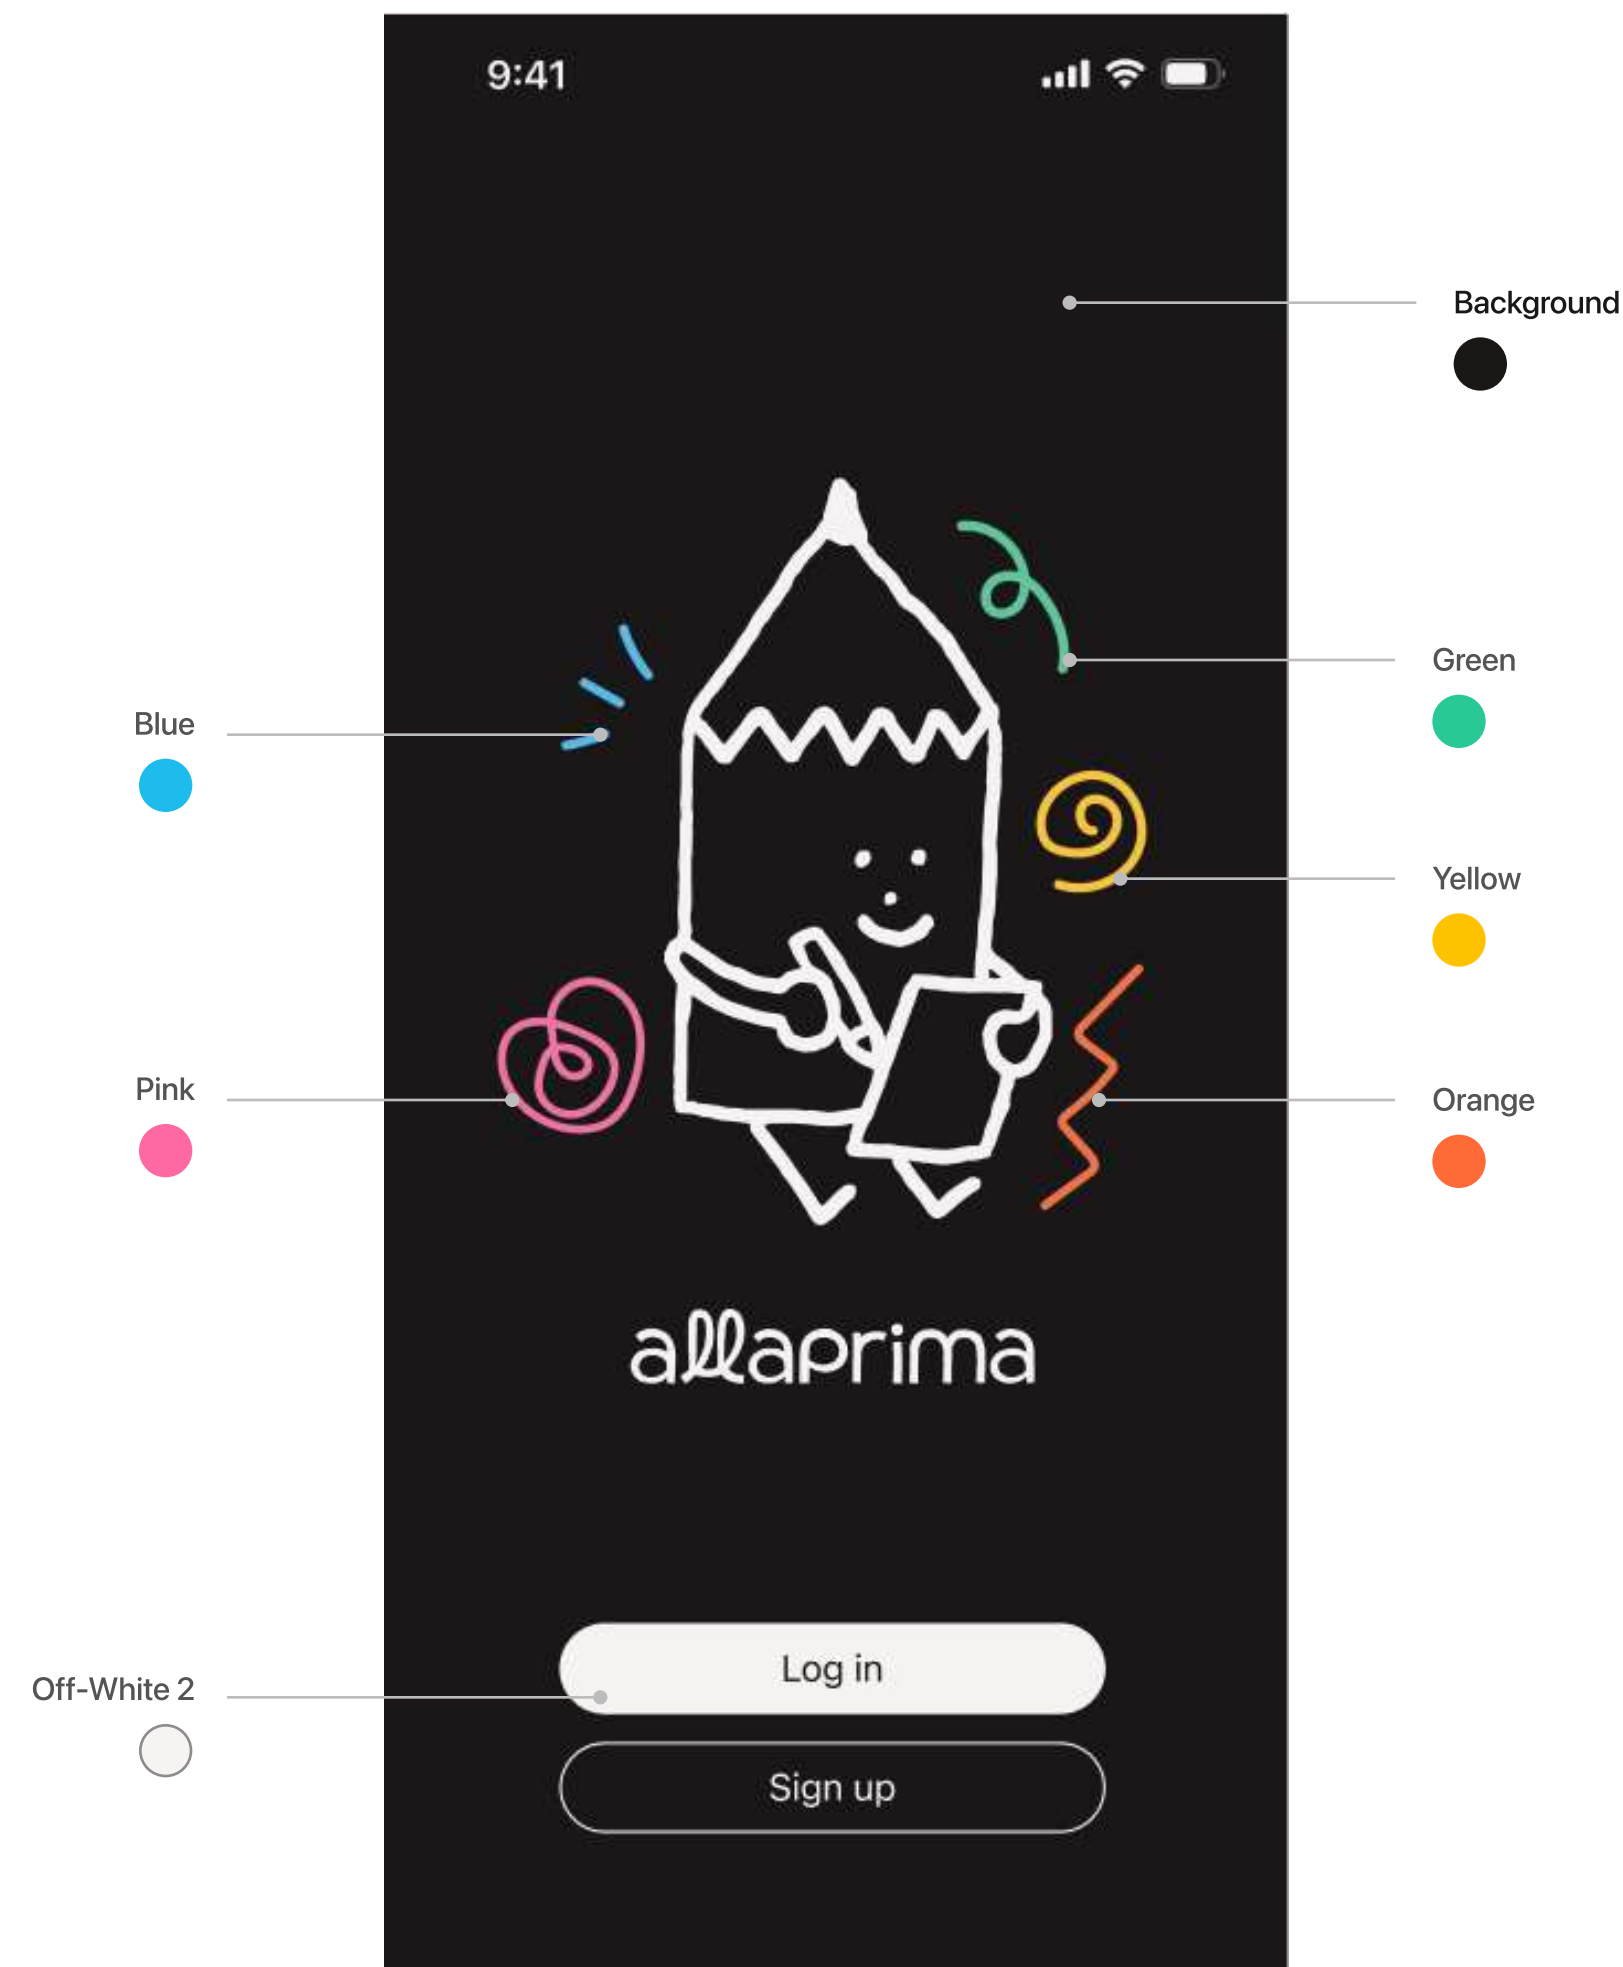 9:41
Background
Green
Blue
Yellow
Pink
Orange
allaprima
Log in
Off-White 2
Sign up